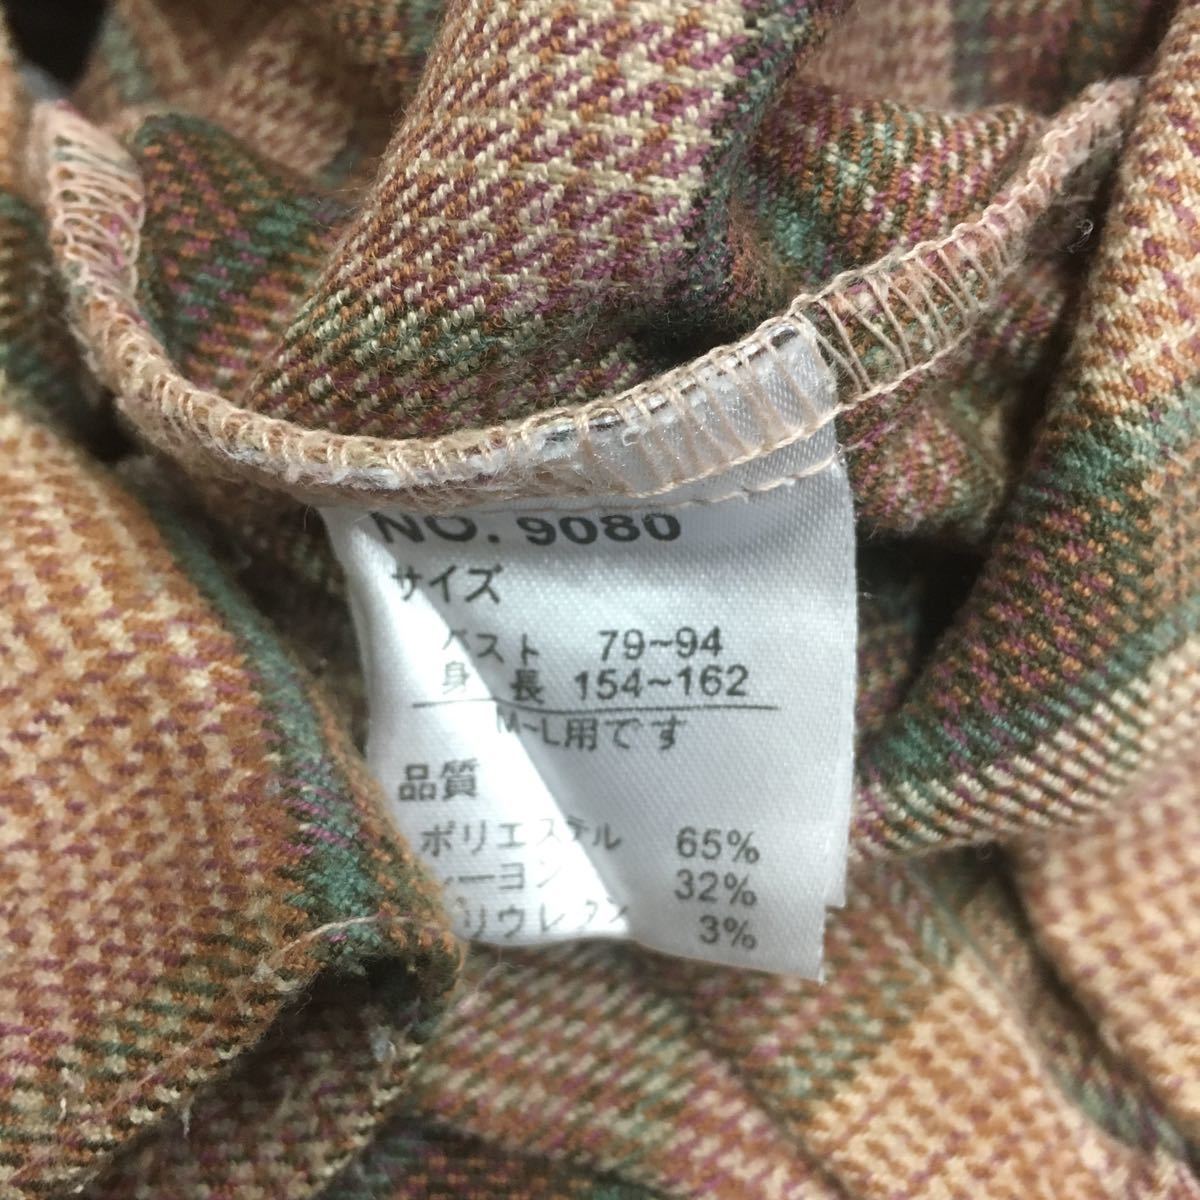 NO. 9080
サイズ
バスト 79~94
身 長 154~162
M~L用です
品質
ポリエステル 65%
レーヨン 32%
ポリウレタン 3%